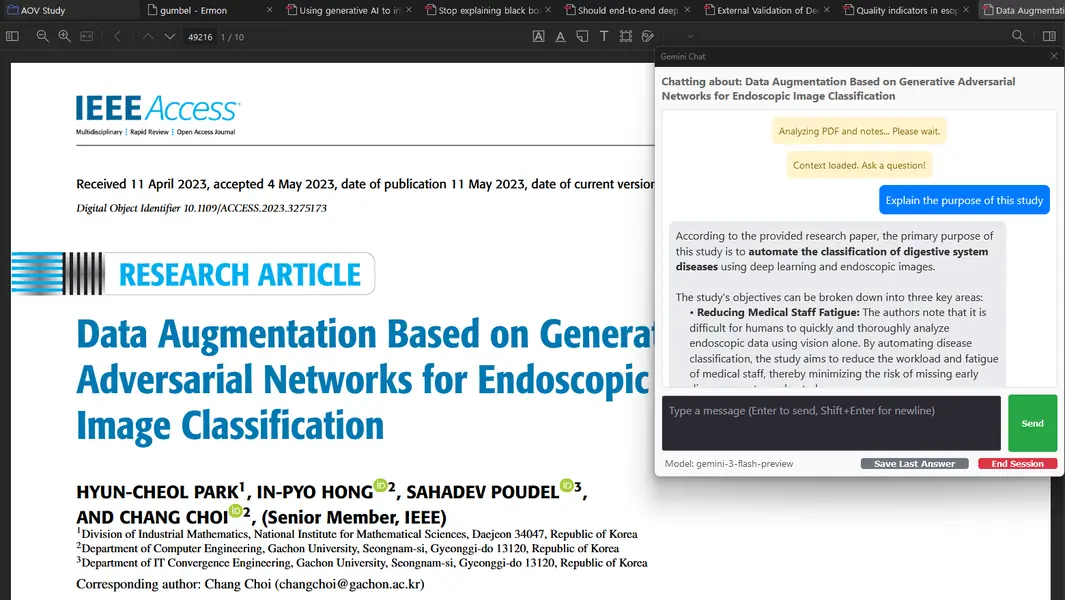 AOV Study
gumbel - Ermon
Using generative AI to in
Stop explaining black bo
Should end-to-end deep
External Validation of De
Quality indicators in eso
Data Augmentati
49216
1 / 10
IEEE Access
Multidisciplinary | Rapid Review | Open Access Journal
Received 11 April 2023, accepted 4 May 2023, date of publication 11 May 2023, date of current version
Digital Object Identifier 10.1109/ACCESS.2023.3275173
RESEARCH ARTICLE
Data Augmentation Based on Generat
Adversarial Networks for Endoscopic
Image Classification
HYUN-CHEOL PARK1, IN-PYO HONG 2, SAHADEV POUDEL 3,
AND CHANG CHOI 2, (Senior Member, IEEE)
1Division of Industrial Mathematics, National Institute for Mathematical Sciences, Daejeon 34047, Republic of Korea
2Department of Computer Engineering, Gachon University, Seongnam-si, Gyeonggi-do 13120, Republic of Korea
3Department of IT Convergence Engineering, Gachon University, Seongnam-si, Gyeonggi-do 13120, Republic of Korea
Corresponding author: Chang Choi (changchoi@gachon.ac.kr)
Gemini Chat
Chatting about: Data Augmentation Based on Generative Adversarial
Networks for Endoscopic Image Classification
Analyzing PDF and notes... Please wait.
Context loaded. Ask a question!
Explain the purpose of this study
According to the provided research paper, the primary purpose of
this study is to automate the classification of digestive system
diseases using deep learning and endoscopic images.
The study's objectives can be broken down into three key areas:
• Reducing Medical Staff Fatigue: The authors note that it is
difficult for humans to quickly and thoroughly analyze
endoscopic data using vision alone. By automating disease
classification, the study aims to reduce the workload and fatigue
of medical staff, thereby minimizing the risk of missing early
Type a message (Enter to send, Shift+Enter for newline)
Send
Model: gemini-3-flash-preview
Save Last Answer
End Session